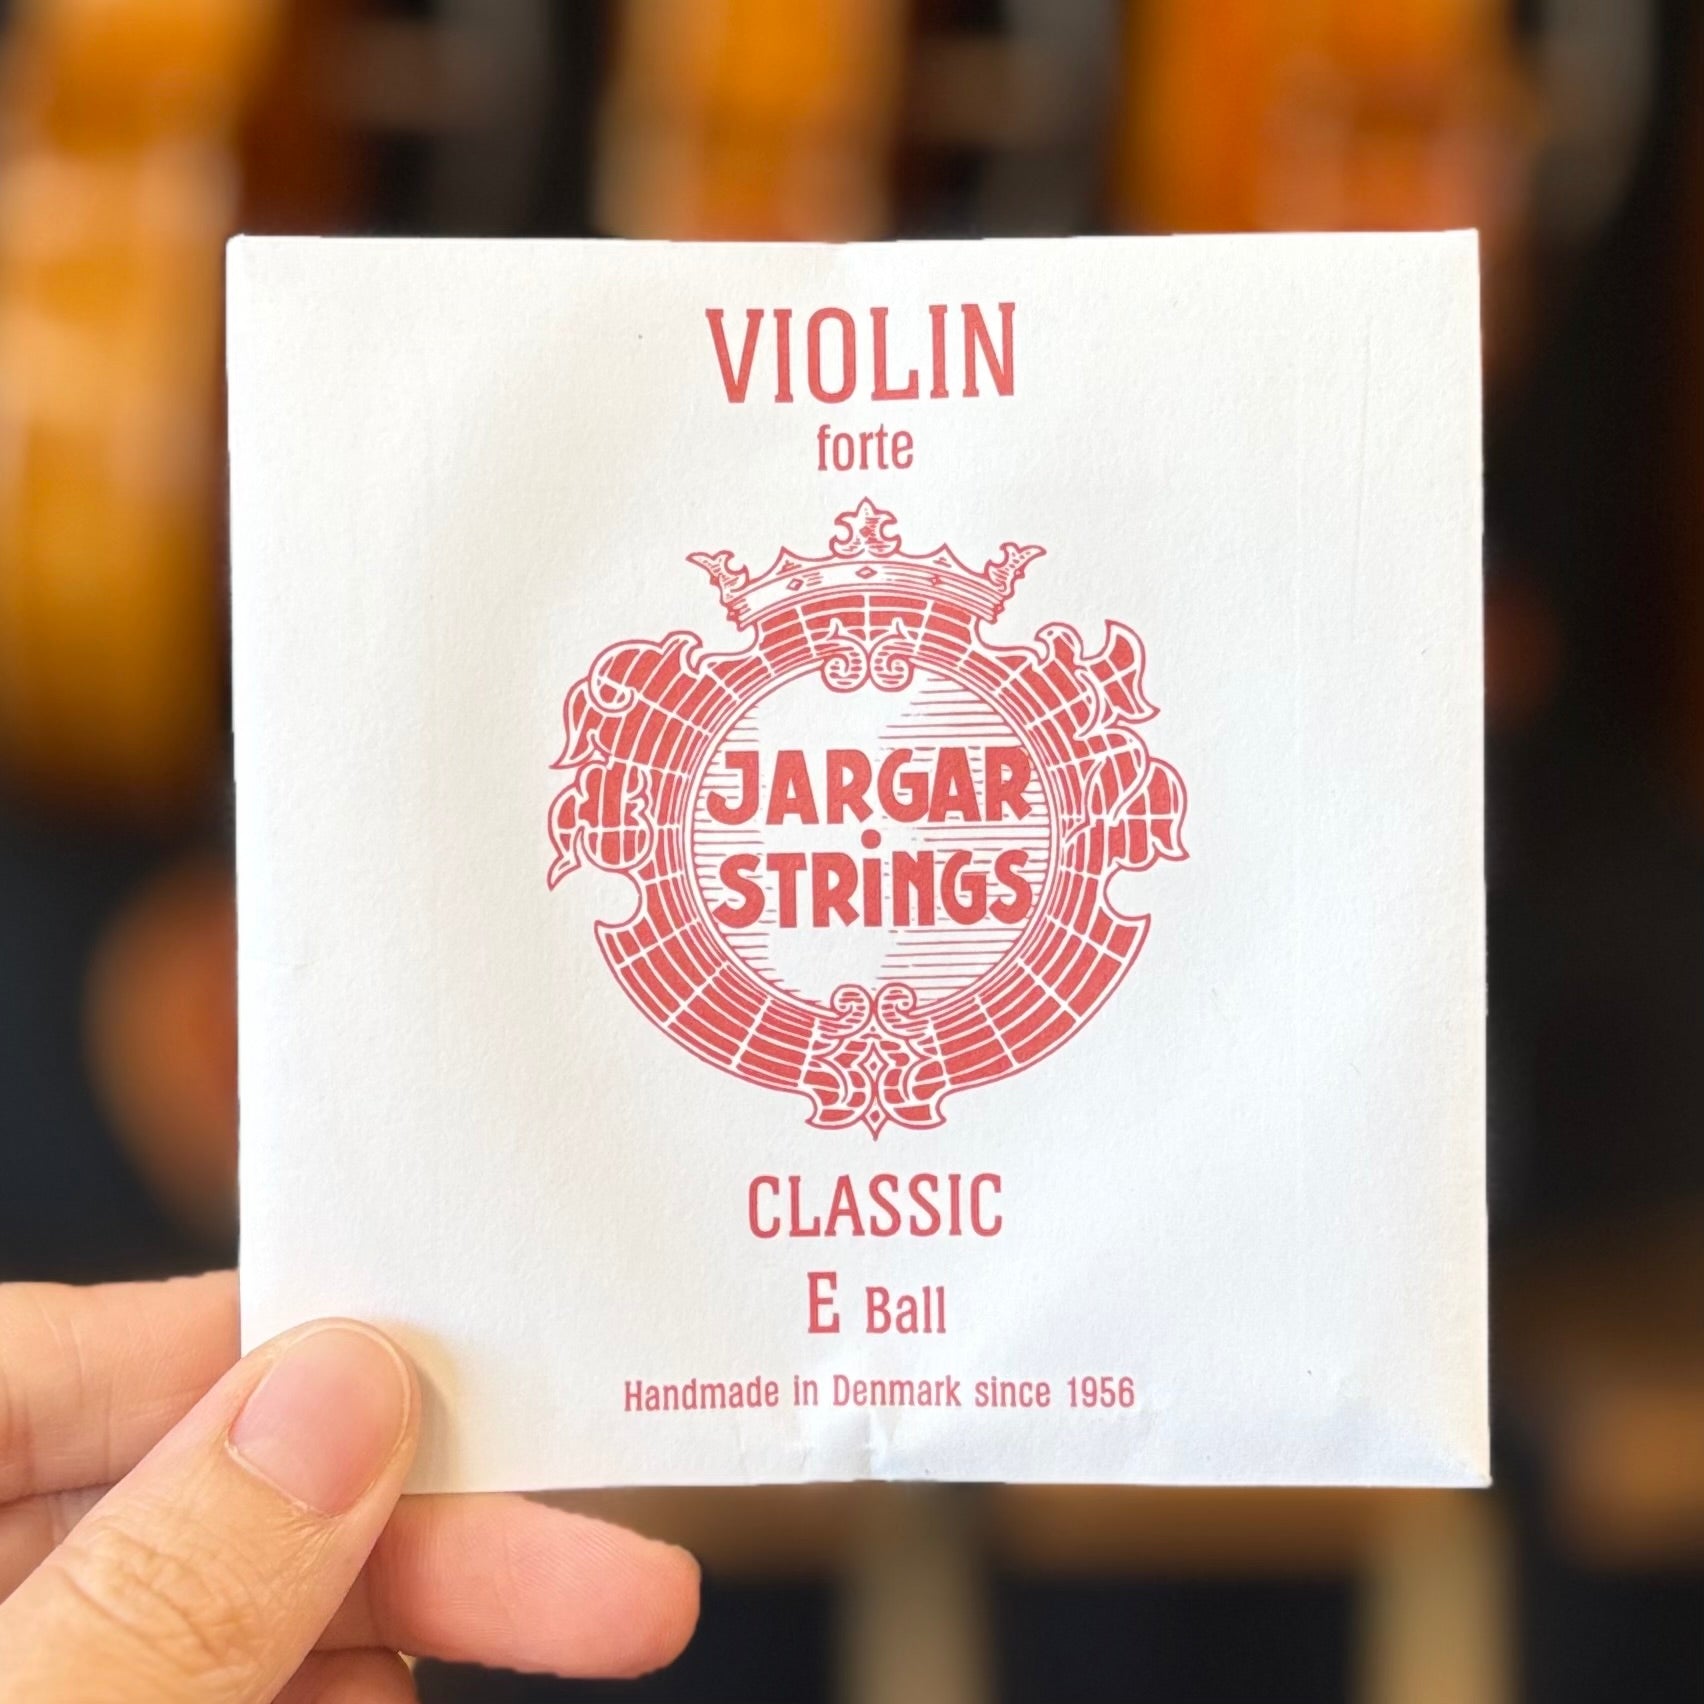 VIOLIN
forte
JARGAR
STRiNGS
CLASSIC
E Ball
Handmade in Denmark since 1956